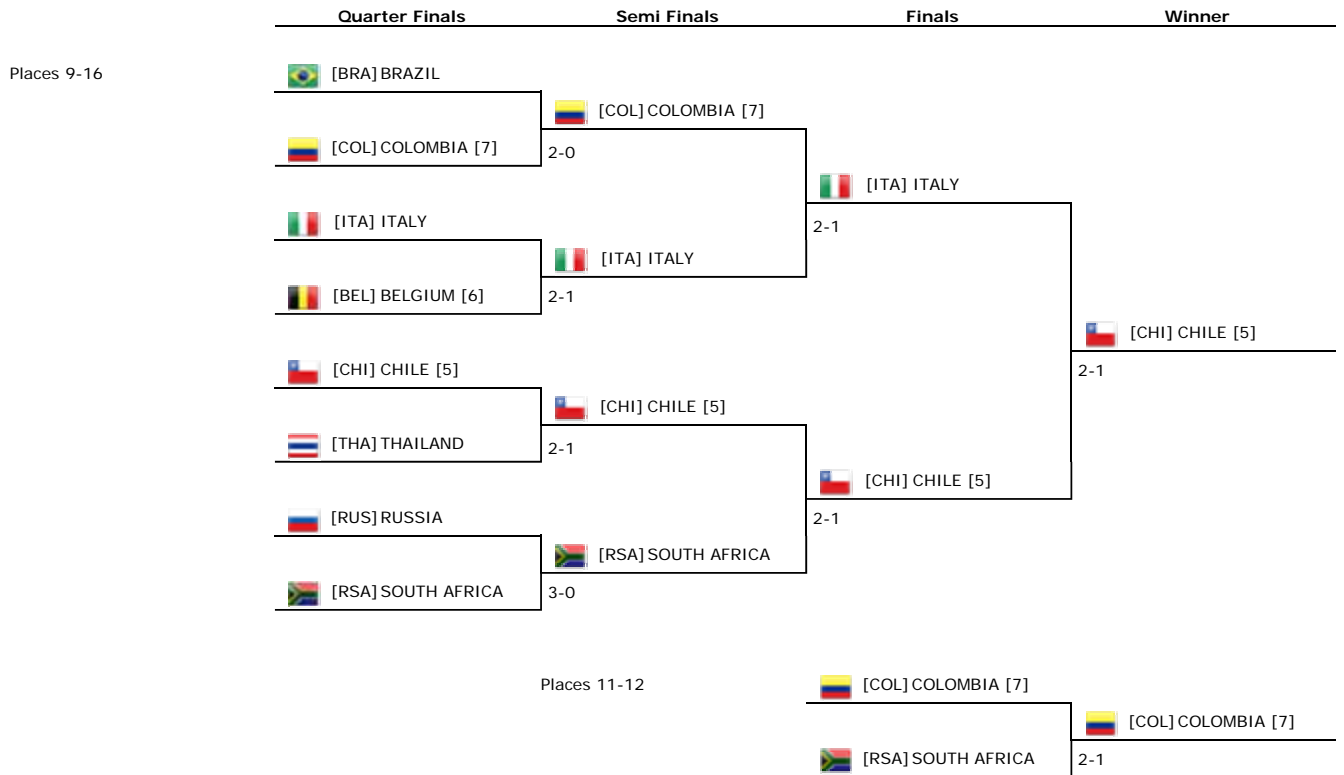 Quarter Finals Semi Finals Finals Winner
Places 9-16
[BRA] BRAZIL
[COL] COLOMBIA [7]
[COL] COLOMBIA [7]
2-0
[ITA] ITALY
[ITA] ITALY
2-1
[ITA] ITALY
[BEL] BELGIUM [6]
2-1
[CHI] CHILE [5]
2-1
[CHI] CHILE [5]
[CHI] CHILE [5]
[THA] THAILAND
2-1
[CHI] CHILE [5]
2-1
[RUS] RUSSIA
[RSA] SOUTH AFRICA
[RSA] SOUTH AFRICA
3-0
Places 11-12
[COL] COLOMBIA [7]
[COL] COLOMBIA [7]
[RSA] SOUTH AFRICA
2-1